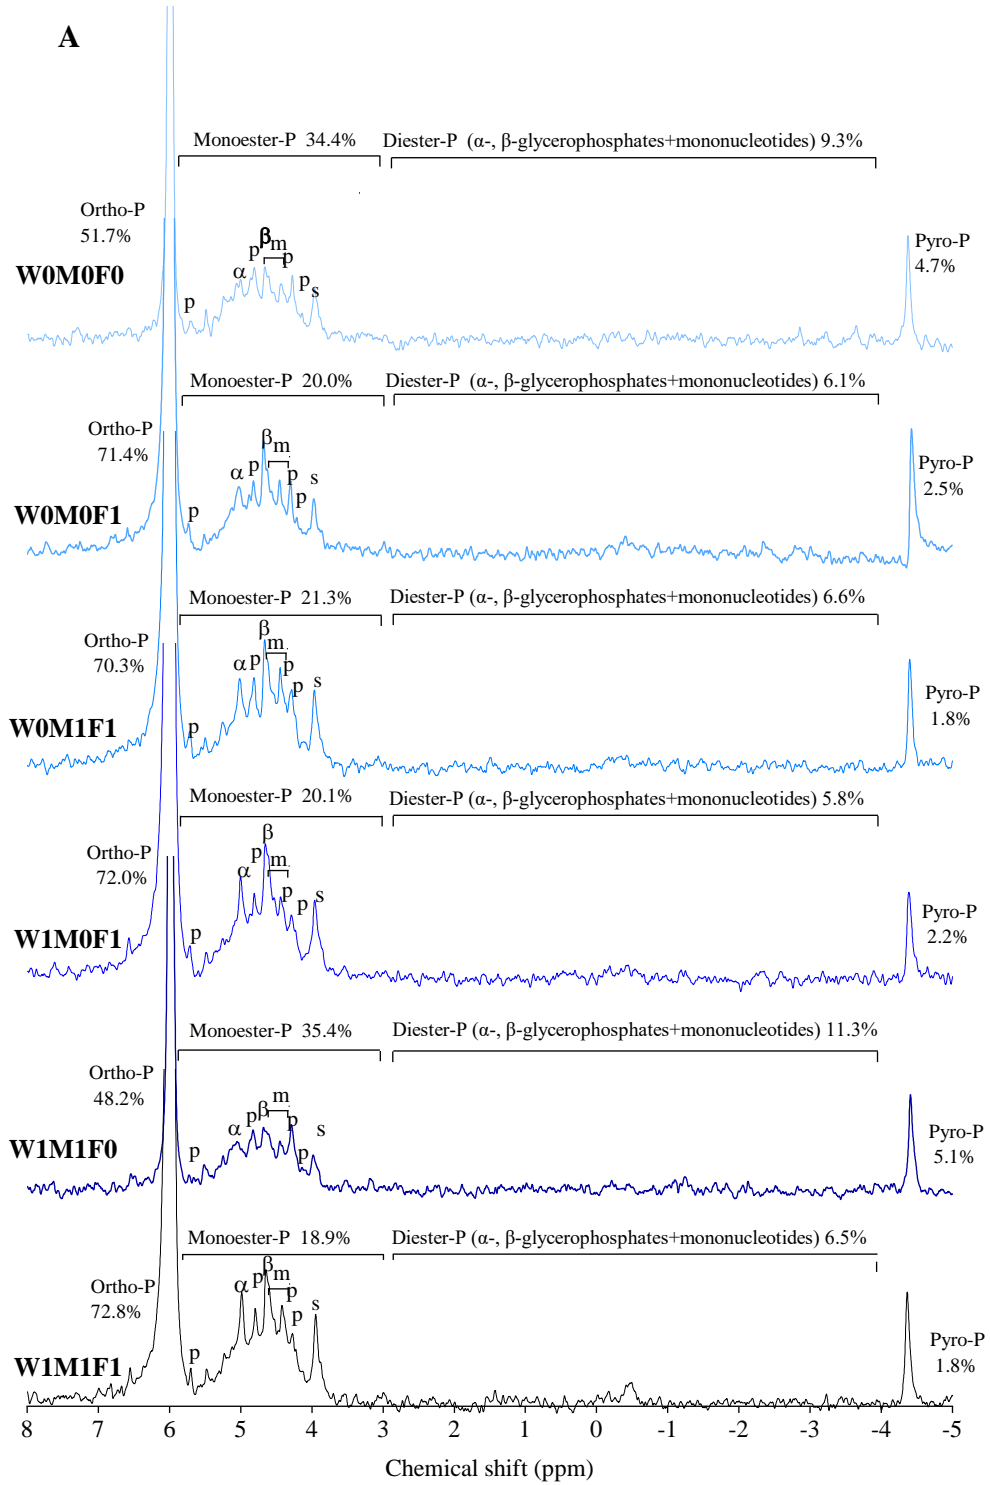 A
Monoester-P 34.4%
Diester-P (α-, β-glycerophosphates+mononucleotides) 9.3%
Ortho-P
51.7%
W0M0F0
p
α
p
β
m
p
p
s
Pyro-P
4.7%
Monoester-P 20.0%
Diester-P (α-, β-glycerophosphates+mononucleotides) 6.1%
Ortho-P
71.4%
W0M0F1
p
α
p
β
m
p
p
s
Pyro-P
2.5%
Monoester-P 21.3%
Diester-P (α-, β-glycerophosphates+mononucleotides) 6.6%
Ortho-P
70.3%
W0M1F1
p
α
p
β
m
p
p
s
Pyro-P
1.8%
Monoester-P 20.1%
Diester-P (α-, β-glycerophosphates+mononucleotides) 5.8%
Ortho-P
72.0%
W1M0F1
p
α
p
β
m
p
p
s
Pyro-P
2.2%
Monoester-P 35.4%
Diester-P (α-, β-glycerophosphates+mononucleotides) 11.3%
Ortho-P
48.2%
W1M1F0
p
α
p
β
m
p
p
s
Pyro-P
5.1%
Monoester-P 18.9%
Diester-P (α-, β-glycerophosphates+mononucleotides) 6.5%
Ortho-P
72.8%
W1M1F1
p
α
p
β
m
p
p
s
Pyro-P
1.8%
8 7 6 5 4 3 2 1 0 -1 -2 -3 -4 -5
Chemical shift (ppm)